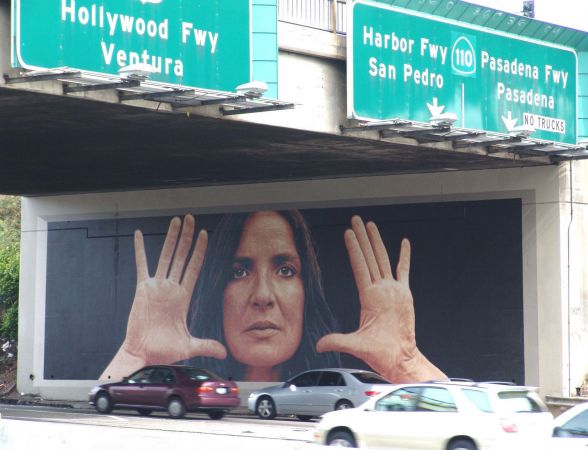 Hollywood Fwy
Ventura
Harbor Fwy
San Pedro
110
Pasadena Fwy
Pasadena
NO TRUCKS